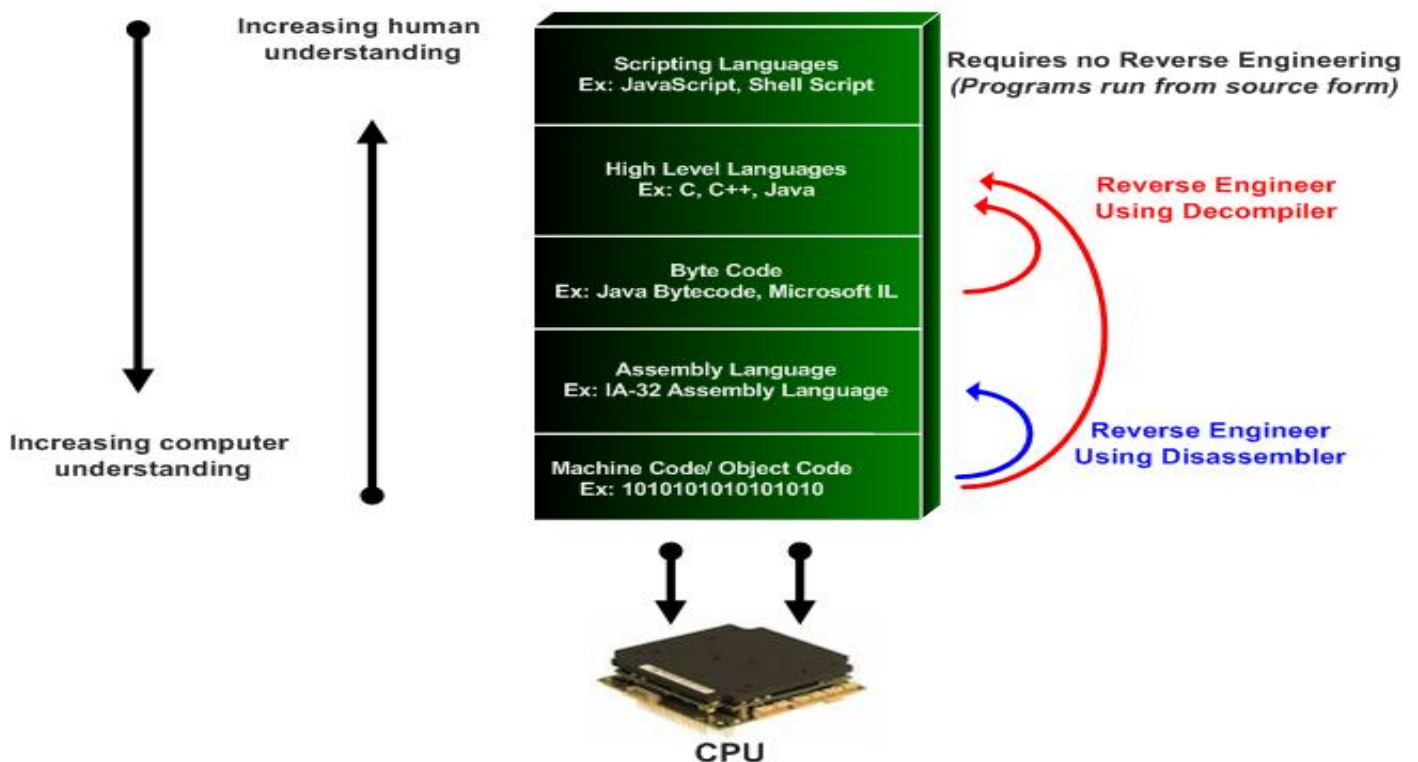 Increasing human
understanding
Increasing computer
understanding
Scripting Languages
Ex: JavaScript, Shell Script
High Level Languages
Ex: C, C++, Java
Byte Code
Ex: Java Bytecode, Microsoft IL
Assembly Language
Ex: IA-32 Assembly Language
Machine Code/ Object Code
Ex: 1010101010101010
Requires no Reverse Engineering
(Programs run from source form)
Reverse Engineer
Using Decompiler
Reverse Engineer
Using Disassembler
CPU